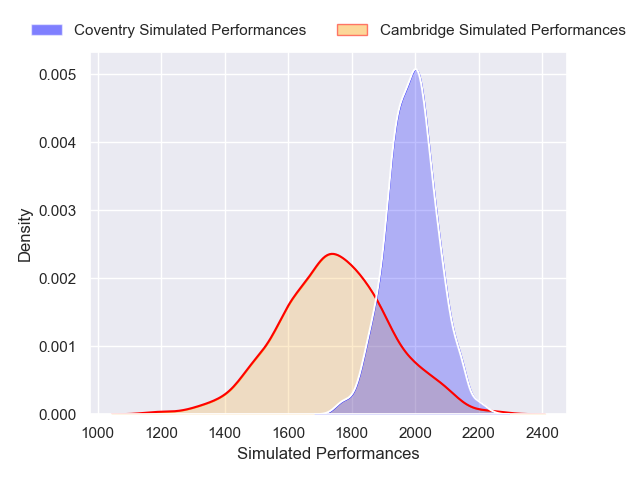 Coventry Simulated Performances Cambridge Simulated Performances
0.005
0.004
0.003
0.002
0.001
0.000
Density
1000 1200 1400 1600 1800 2000 2200 2400
Simulated Performances